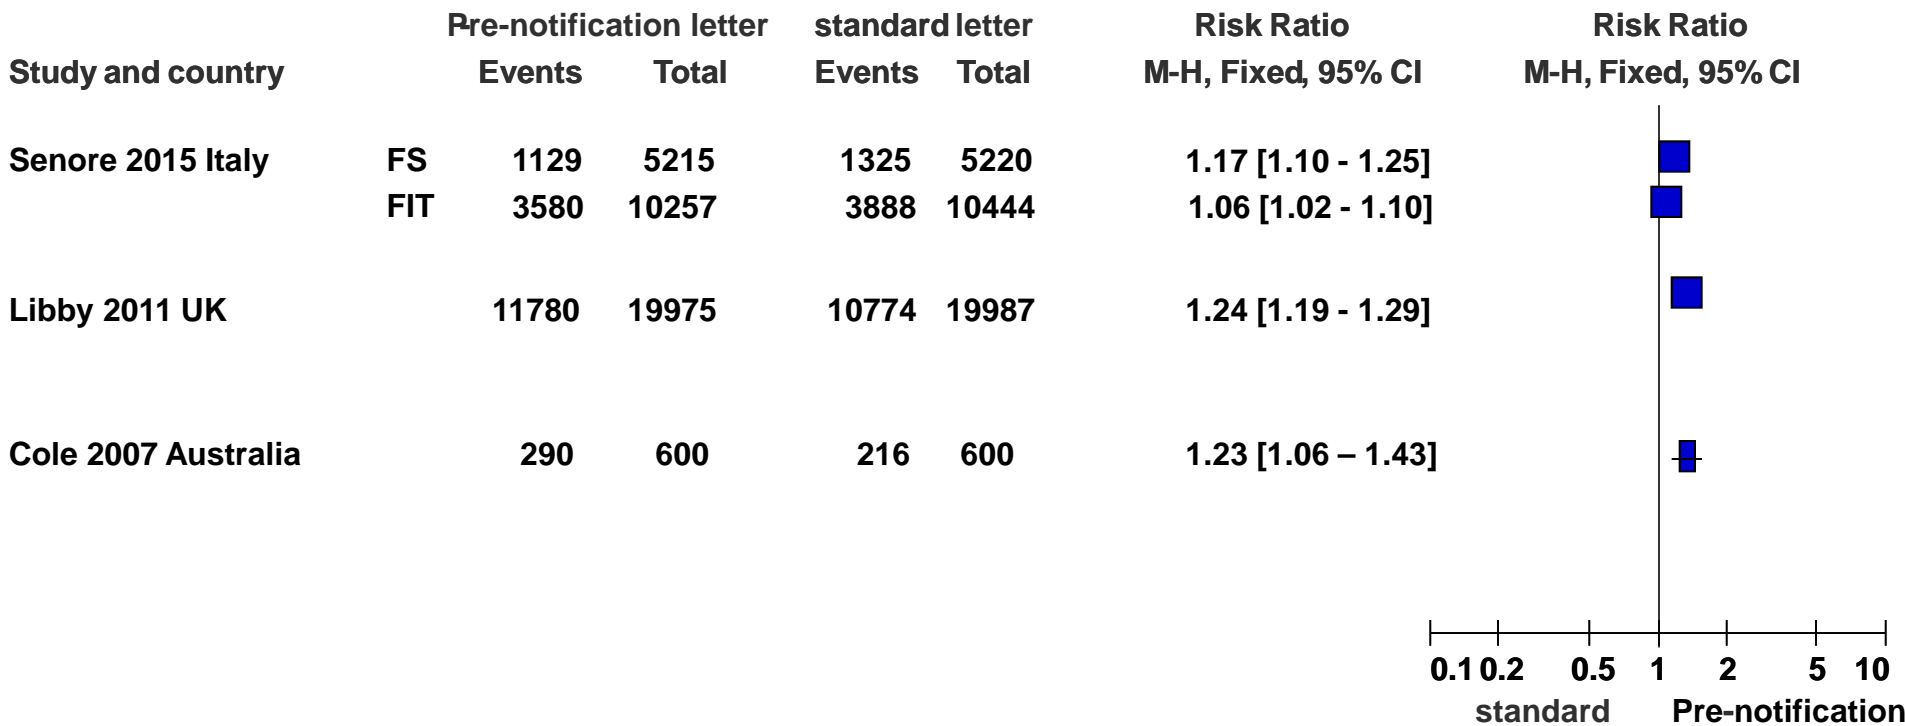 Pre-notification letter standard letter Risk Ratio Risk Ratio
Study and country Events Total Events Total M-H, Fixed, 95% CI M-H, Fixed, 95% CI
Senore 2015 Italy FS 1129 5215 1325 5220 1.17 [1.10 - 1.25]
FIT 3580 10257 3888 10444 1.06 [1.02 - 1.10]
Libby 2011 UK 11780 19975 10774 19987 1.24 [1.19 - 1.29]
Cole 2007 Australia 290 600 216 600 1.23 [1.06 – 1.43]
0.1 0.2 0.5 1 2 5 10
standard Pre-notification